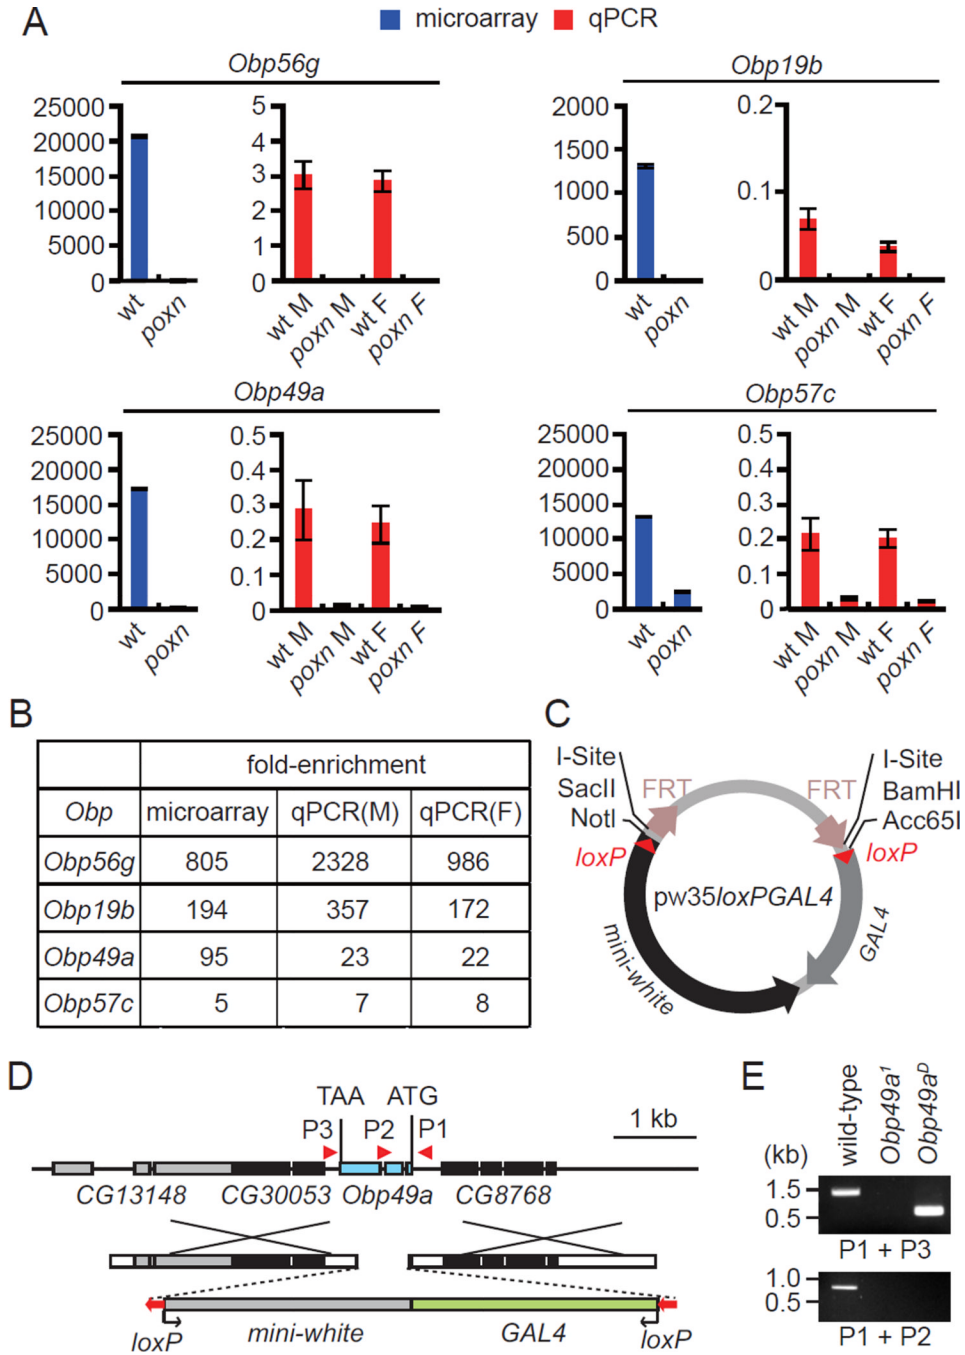 A
microarray qPCR
Obp56g
25000
20000
15000
10000
5000
0
wt
poxn
5
4
3
2
1
0
wt M
poxn M
wt F
poxn F
Obp19b
2000
1500
1000
500
0
wt
poxn
0.2
0.1
0
wt M
poxn M
wt F
poxn F
Obp49a
25000
20000
15000
10000
5000
0
wt
poxn
0.5
0.4
0.3
0.2
0.1
0
wt M
poxn M
wt F
poxn F
Obp57c
25000
20000
15000
10000
5000
0
wt
poxn
0.5
0.4
0.3
0.2
0.1
0
wt M
poxn M
wt F
poxn F
B
fold-enrichment
Obp microarray qPCR(M) qPCR(F)
Obp56g 805 2328 986
Obp19b 194 357 172
Obp49a 95 23 22
Obp57c 5 7 8
C
I-Site
SacII
NotI
loxP
FRT
FRT
I-Site
BamHI
Acc65I
loxP
pw35loxPGAL4
mini-white
GAL4
D
TAA ATG
P3 P2 P1
1 kb
CG13148 CG30053 Obp49a CG8768
loxP mini-white GAL4 loxP
E
wild-type
Obp49a1
Obp49aD
(kb)
1.5
0.5
P1 + P3
1.0
0.5
P1 + P2